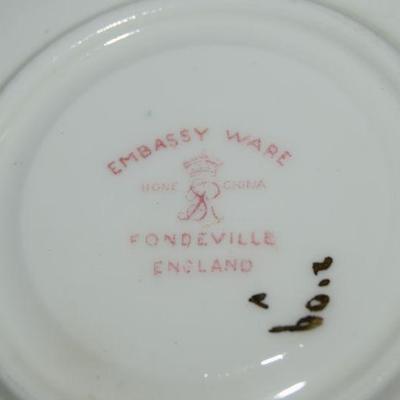 EMBASSY WARE
BONE CHINA
FONDEVILLE
ENGLAND